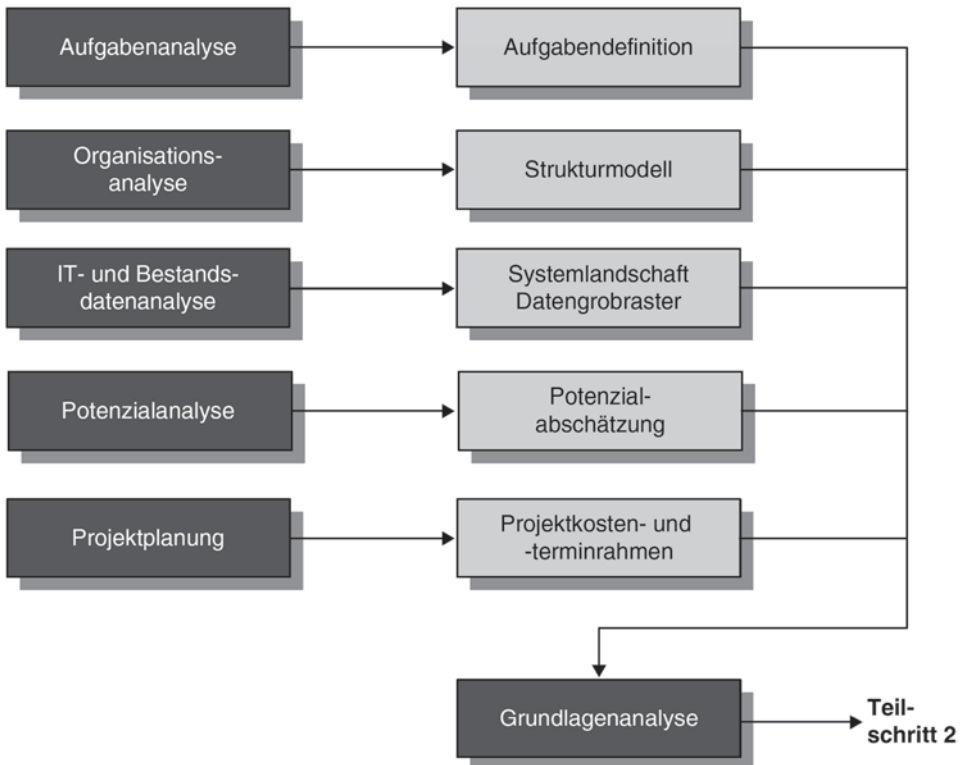 Aufgabenanalyse
Aufgabendefinition
Organisations-
analyse
Strukturmodell
IT- und Bestands-
datenanalyse
Systemlandschaft
Datengrobraster
Potenzialanalyse
Potenzial-
abschätzung
Projektplanung
Projektkosten- und
-terminrahmen
Grundlagenanalyse
Teil-
schritt 2